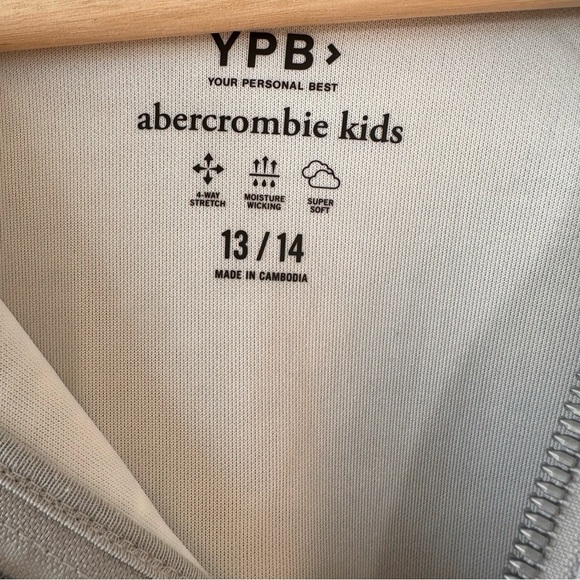 YPB>
YOUR PERSONAL BEST
abercrombie kids
4-WAY STRETCH
MOISTURE WICKING
SUPER SOFT
13 / 14
MADE IN CAMBODIA